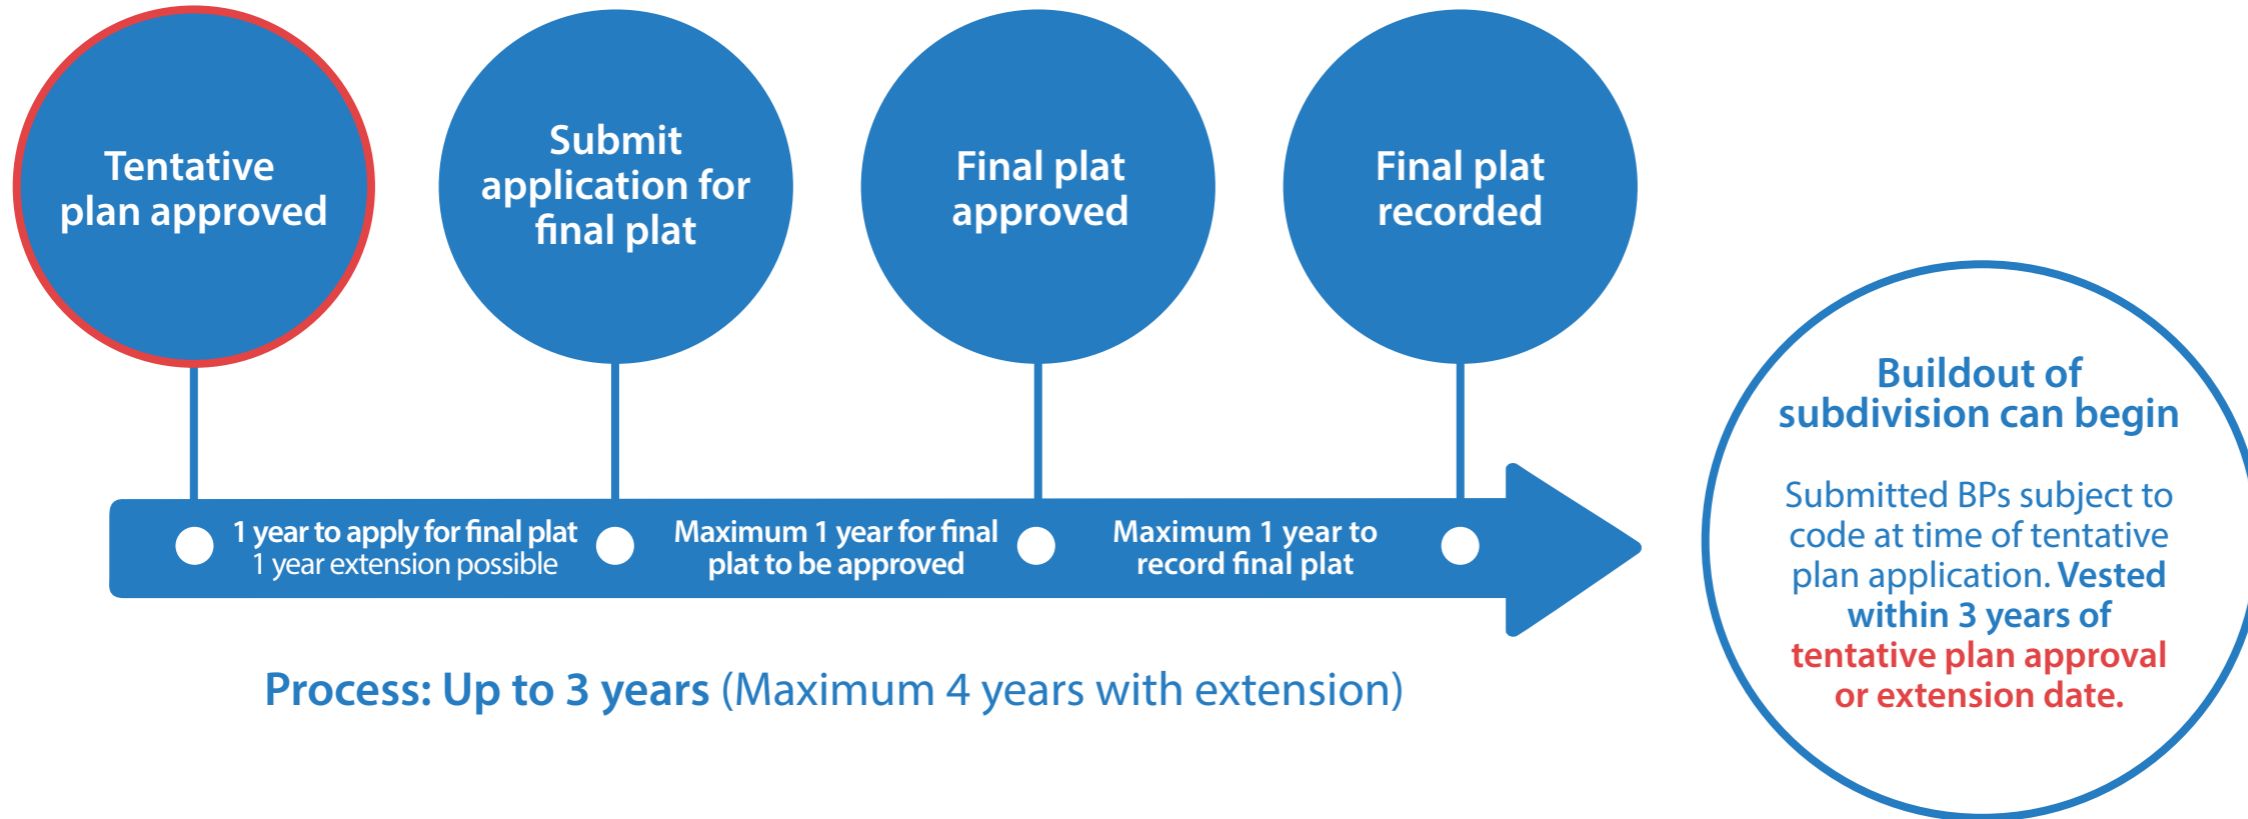 Tentative
plan approved
Submit
application for
final plat
Final plat
approved
Final plat
recorded
1 year to apply for final plat
1 year extension possible
Maximum 1 year for final
plat to be approved
Maximum 1 year to
record final plat
Process: Up to 3 years (Maximum 4 years with extension)
Buildout of
subdivision can begin
Submitted BPs subject to
code at time of tentative
plan application. Vested
within 3 years of
tentative plan approval
or extension date.